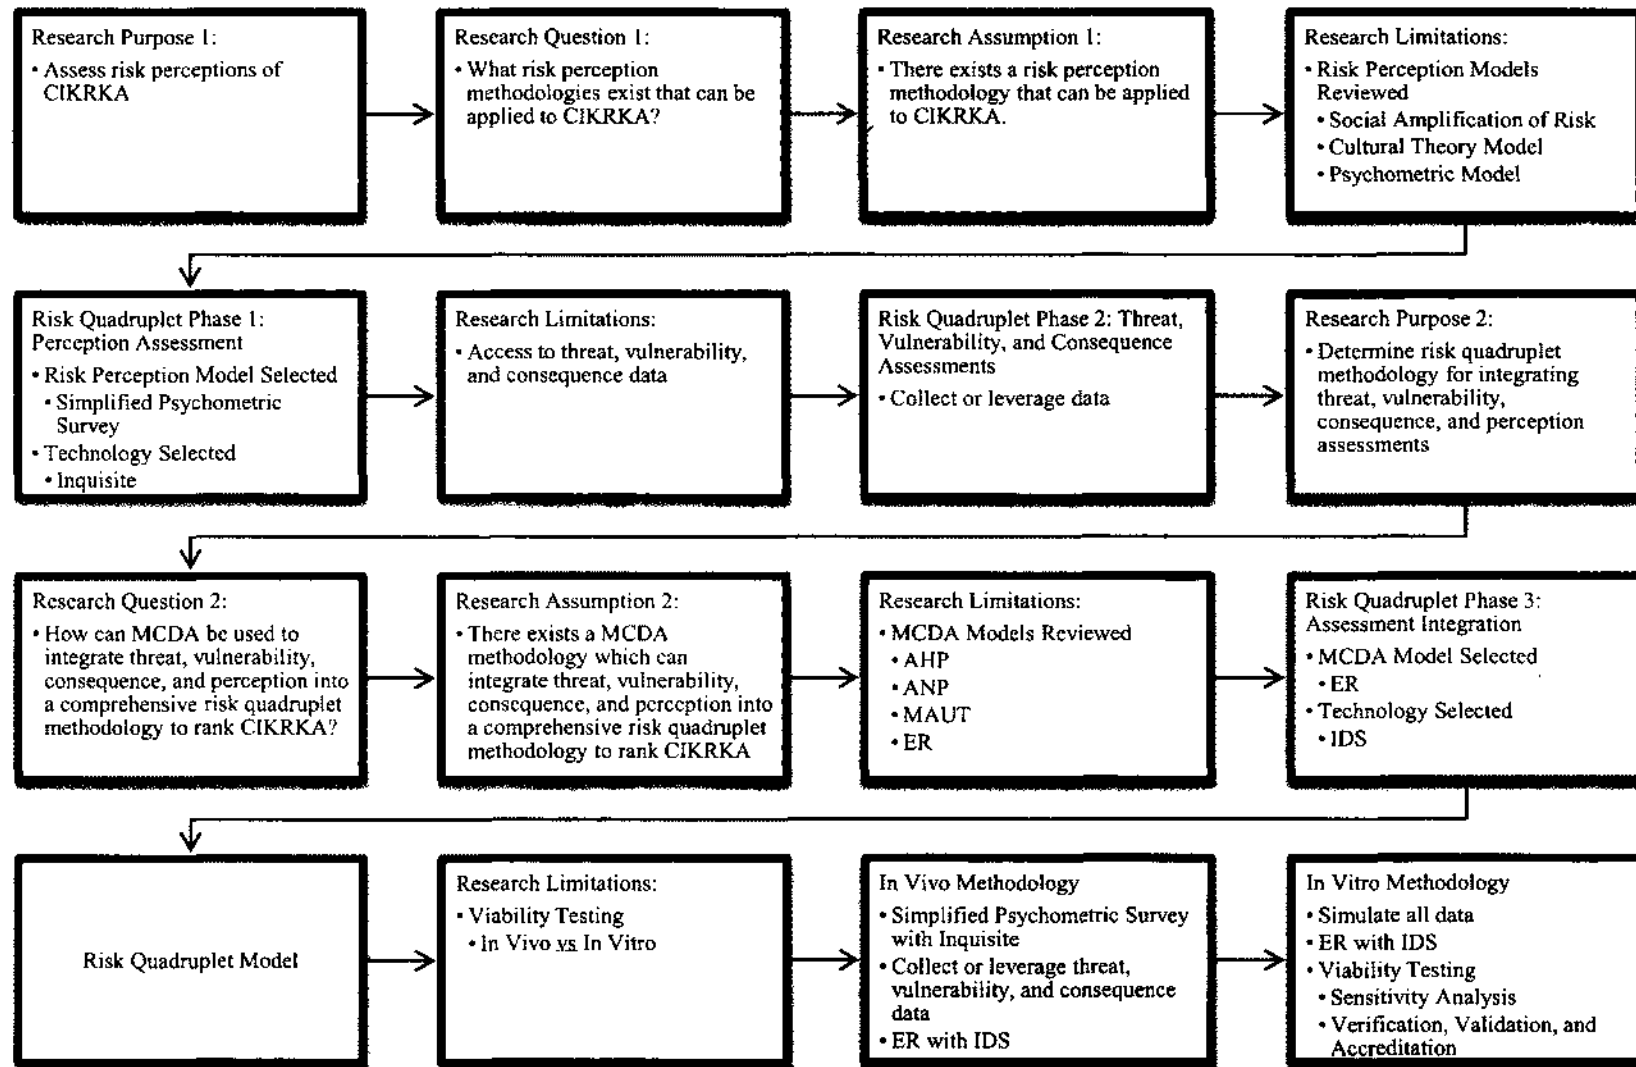 Research Purpose 1:
• Assess risk perceptions of
CIKRKA
Research Question 1:
• What risk perception
methodologies exist that can be
applied to CIKRKA?
Research Assumption 1:
• There exists a risk perception
methodology that can be applied
to CIKRKA.
Research Limitations:
• Risk Perception Models
Reviewed
• Social Amplification of Risk
• Cultural Theory Model
• Psychometric Model
Risk Quadruplet Phase 1:
Perception Assessment
• Risk Perception Model Selected
• Simplified Psychometric
Survey
• Technology Selected
• Inquisite
Research Limitations:
• Access to threat, vulnerability,
and consequence data
Risk Quadruplet Phase 2: Threat,
Vulnerability, and Consequence
Assessments
• Collect or leverage data
Research Purpose 2:
• Determine risk quadruplet
methodology for integrating
threat, vulnerability,
consequence, and perception
assessments
Research Question 2:
• How can MCDA be used to
integrate threat, vulnerability,
consequence, and perception into
a comprehensive risk quadruplet
methodology to rank CIKRKA?
Research Assumption 2:
• There exists a MCDA
methodology which can
integrate threat, vulnerability,
consequence, and perception into
a comprehensive risk quadruplet
methodology to rank CIKRKA
Research Limitations:
• MCDA Models Reviewed
• AHP
• ANP
• MAUT
• ER
Risk Quadruplet Phase 3:
Assessment Integration
• MCDA Model Selected
• ER
• Technology Selected
• IDS
Risk Quadruplet Model
Research Limitations:
• Viability Testing
• In Vivo vs In Vitro
In Vivo Methodology
• Simplified Psychometric Survey
with Inquisite
• Collect or leverage threat,
vulnerability, and consequence
data
• ER with IDS
In Vitro Methodology
• Simulate all data
• ER with IDS
• Viability Testing
• Sensitivity Analysis
• Verification, Validation, and
Accreditation